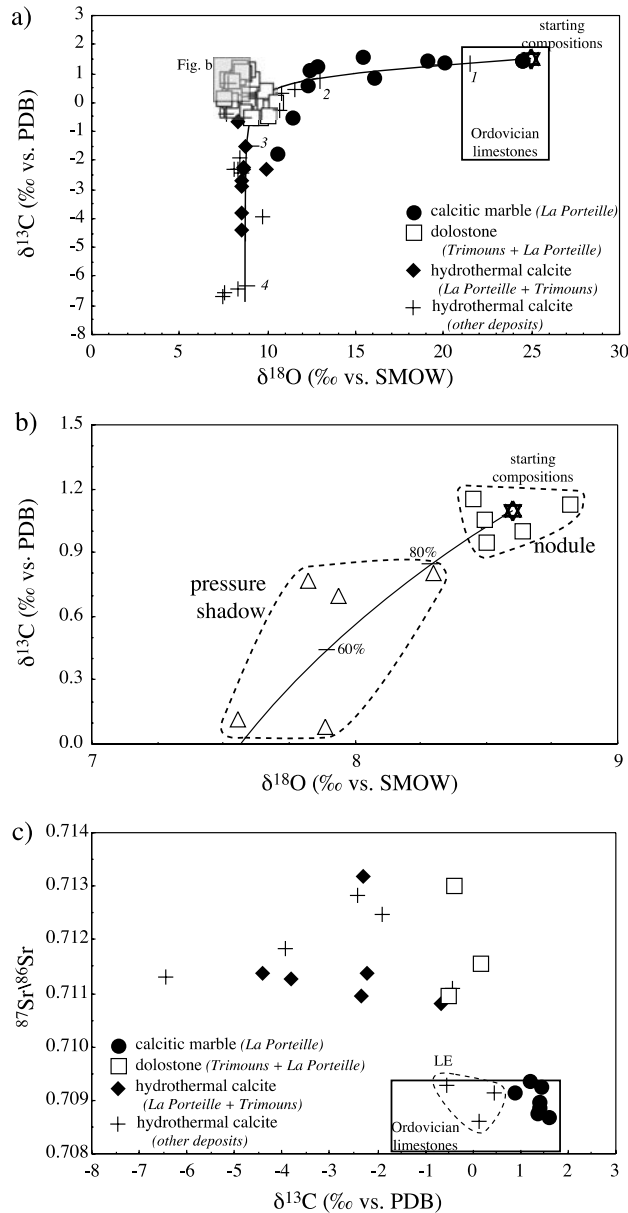 a)
3
2
1
0
-1
-2
-3
-4
-5
-6
-7
-8
δ13C (‰ vs. PDB)
Fig. b
starting
compositions
1
2
3
4
Ordovician
limestones
calcitic marble (La Porteille)
dolostone
(Trimouns + La Porteille)
hydrothermal calcite
(La Porteille + Trimouns)
hydrothermal calcite
(other deposits)
0 5 10 15 20 25 30
δ18O (‰ vs. SMOW)
b)
1.5
1.2
0.9
0.6
0.3
0.0
δ13C (‰ vs. PDB)
starting
compositions
nodule
80%
pressure
shadow
60%
7 8 9
δ18O (‰ vs. SMOW)
c)
0.714
0.713
0.712
0.711
0.710
0.709
0.708
87Sr\86Sr
calcitic marble (La Porteille)
dolostone (Trimouns + La Porteille)
hydrothermal calcite
(La Porteille + Trimouns)
hydrothermal calcite
(other deposits)
LE
Ordovician
limestones
-8 -7 -6 -5 -4 -3 -2 -1 0 1 2 3
δ13C (‰ vs. PDB)